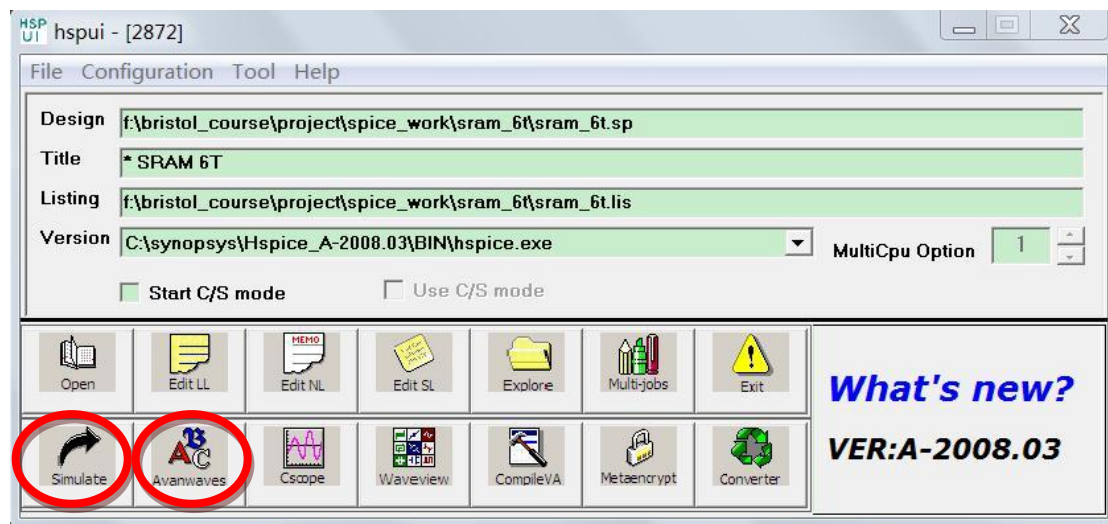 HSP UI hspui - [2872]
File Configuration Tool Help
Design f:\bristol_course\project\spice_work\sram_6t\sram_6t.sp
Title * SRAM 6T
Listing f:\bristol_course\project\spice_work\sram_6t\sram_6t.lis
Version C:\synopsys\Hspice_A-2008.03\BIN\hspice.exe MultiCpu Option 1
Start C/S mode Use C/S mode
MEMO
Open Edit LL Edit NL Edit SL Explore Multi-jobs Exit
What's new?
VER:A-2008.03
A B C
Simulate Avanwaves Cscope Waveview CompileVA Metaencrypt Converter